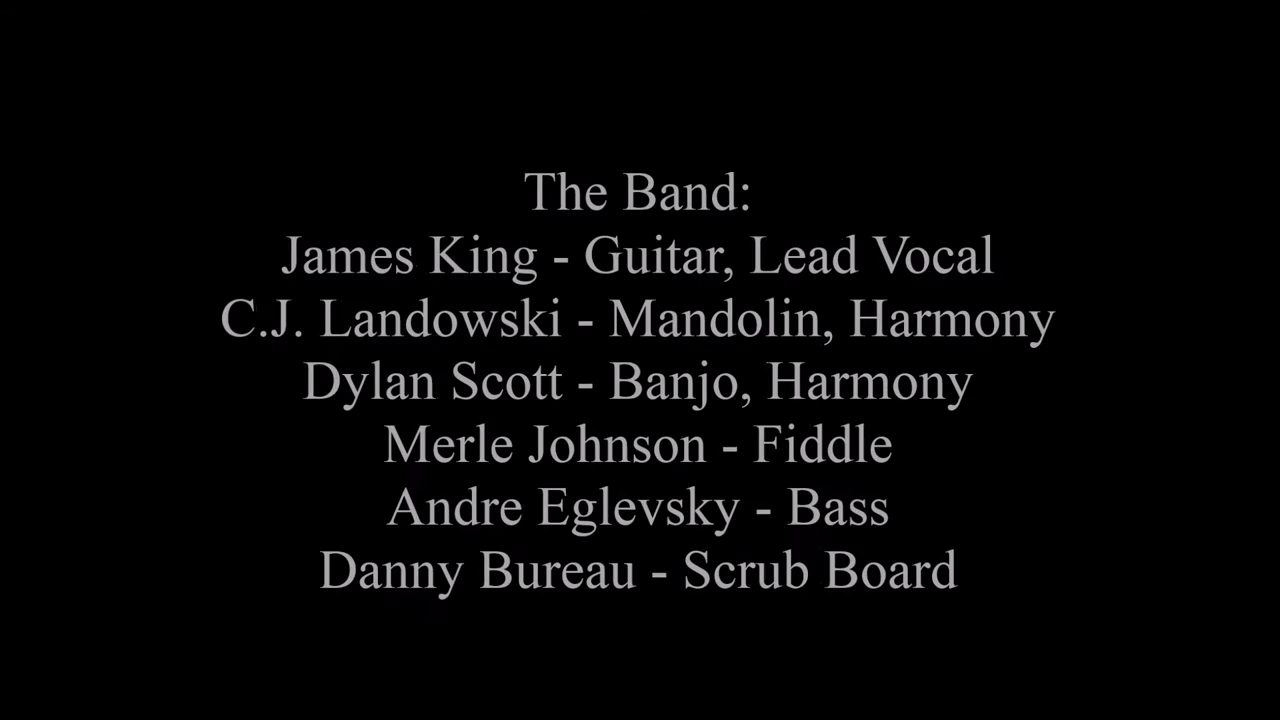 The Band:
James King - Guitar, Lead Vocal
C.J. Landowski - Mandolin, Harmony
Dylan Scott - Banjo, Harmony
Merle Johnson - Fiddle
Andre Eglevsky - Bass
Danny Bureau - Scrub Board